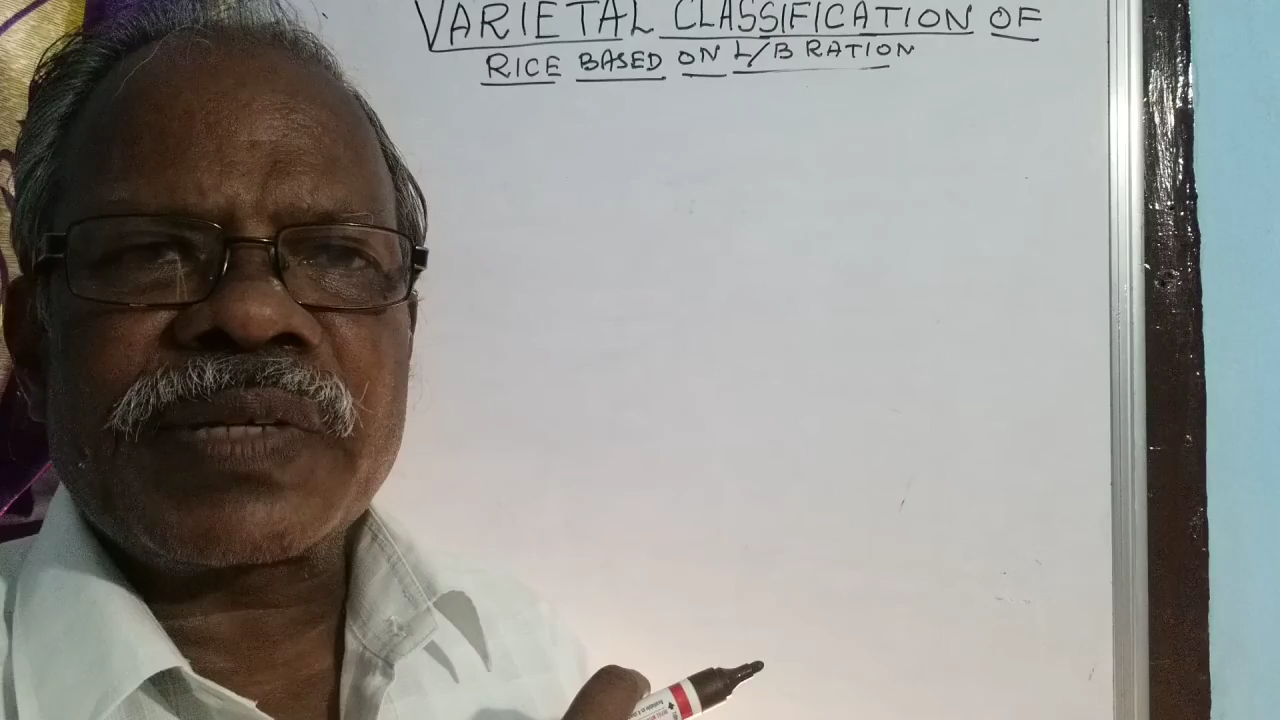 VARIETAL CLASSIFICATION OF
RICE BASED ON L/B RATION